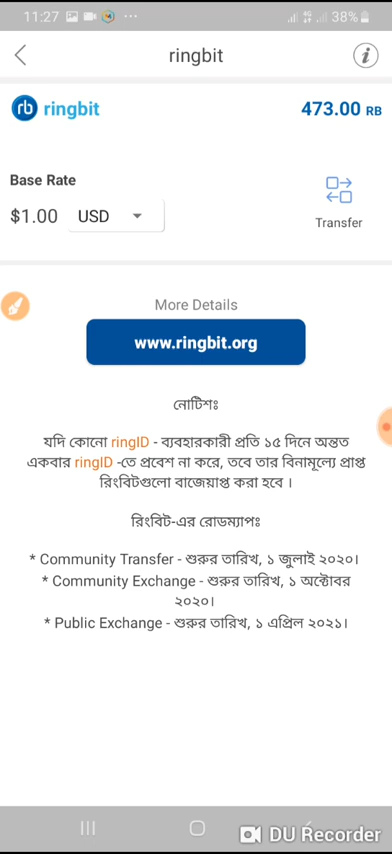 11:27 38%
ringbit
rb ringbit 473.00 RB
Base Rate
$1.00 USD
Transfer
More Details
www.ringbit.org
নোটিশঃ
যদি কোনো ringID - ব্যবহারকারী প্রতি ১৫ দিনে অন্তত
একবার ringID -তে প্রবেশ না করে, তবে তার বিনামূল্যে প্রাপ্ত
রিংবিটগুলো বাজেয়াপ্ত করা হবে ।
রিংবিট-এর রোডম্যাপঃ
* Community Transfer - শুরুর তারিখ, ১ জুলাই ২০২০।
* Community Exchange - শুরুর তারিখ, ১ অক্টোবর
২০২০।
* Public Exchange - শুরুর তারিখ, ১ এপ্রিল ২০২১।
DU Recorder